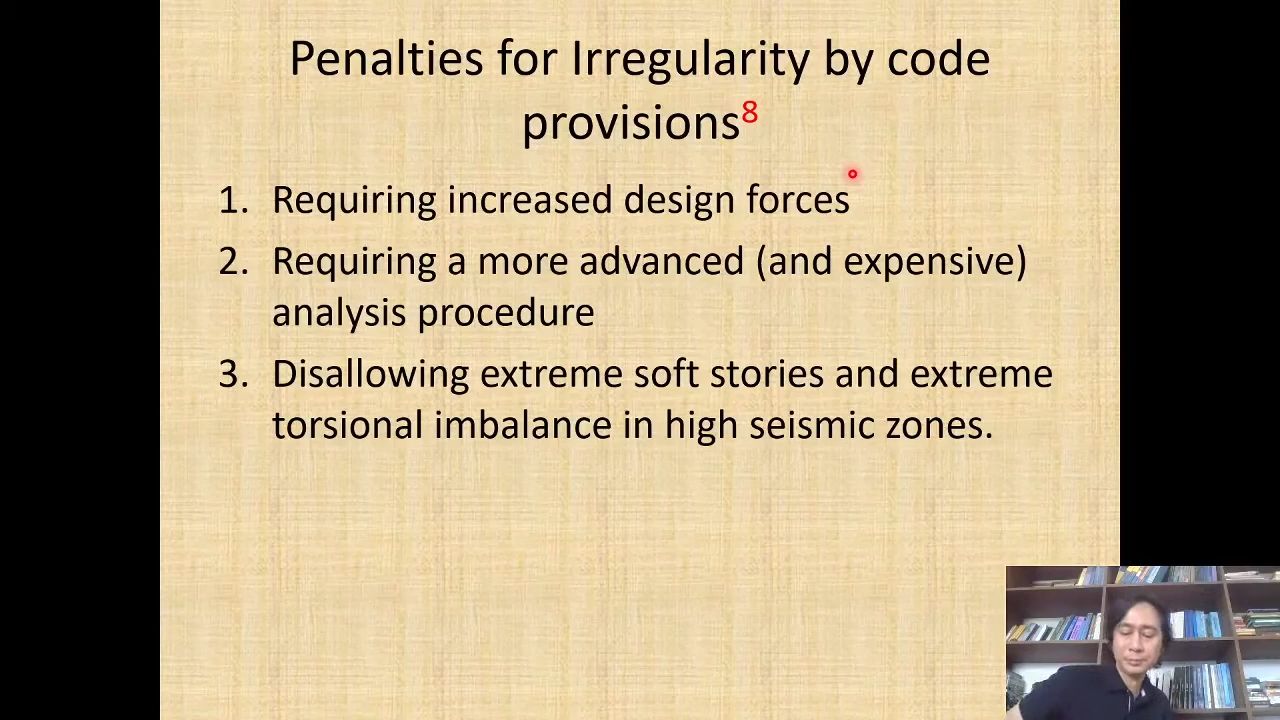 Penalties for Irregularity by code
provisions8
1. Requiring increased design forces
2. Requiring a more advanced (and expensive)
analysis procedure
3. Disallowing extreme soft stories and extreme
torsional imbalance in high seismic zones.